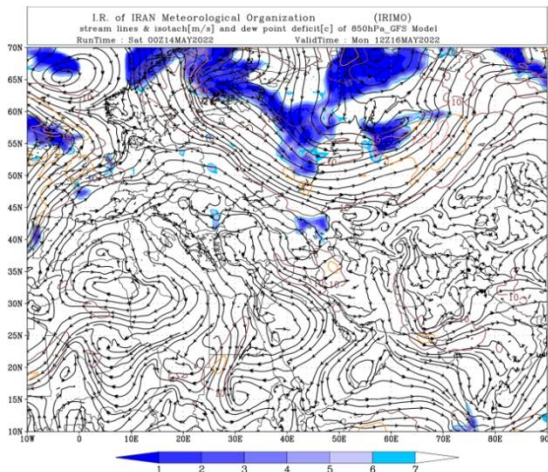 I.R. of IRAN Meteorological Organization (IRIMO)
stream lines & isotach[m/s] and dew point deficit[c] of 850hPa_GFS Model
RunTime : Sat 00Z14MAY2022 ValidTime : Mon 12Z16MAY2022
70N
65N
60N
55N
50N
45N
40N
35N
30N
25N
20N
15N
10N
10W 0 10E 20E 30E 40E 50E 60E 70E 80E
1 2 3 4 5 6 7